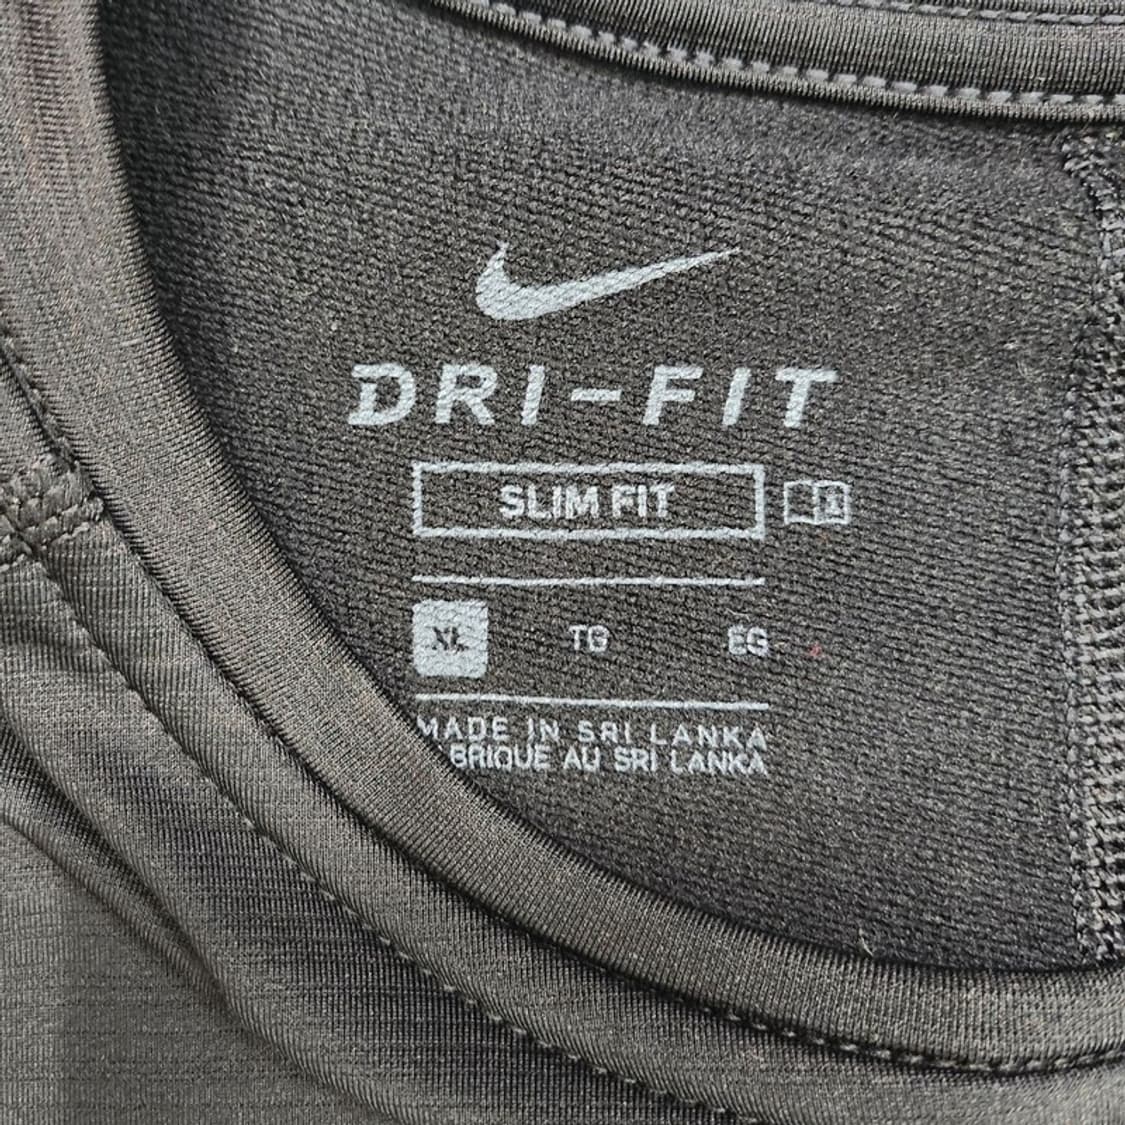 DRI-FIT
SLIM FIT
XL TG EG
MADE IN SRI LANKA
BRIQUE AU SRI LANKA